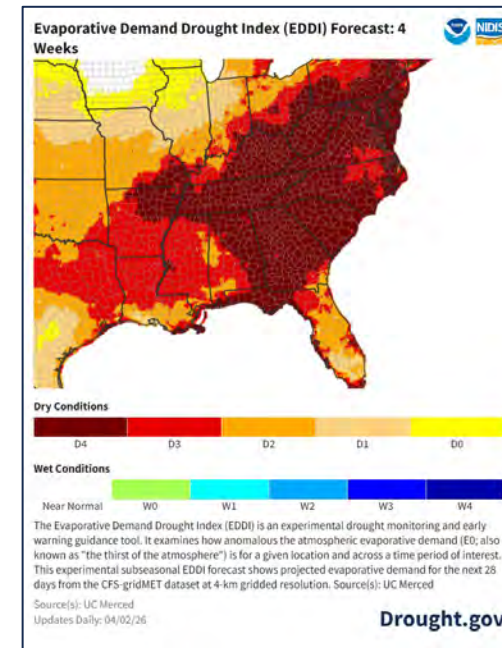 Evaporative Demand Drought Index (EDDI) Forecast: 4
Weeks
NOAA
NIDIS
Dry Conditions
D4 D3 D2 D1 D0
Wet Conditions
Near Normal W0 W1 W2 W3 W4
The Evaporative Demand Drought Index (EDDI) is an experimental drought monitoring and early
warning guidance tool. It examines how anomalous the atmospheric evaporative demand (E0; also
known as "the thirst of the atmosphere") is for a given location and across a time period of interest.
This experimental subseasonal EDDI forecast shows projected evaporative demand for the next 28
days from the CFS-gridMET dataset at 4-km gridded resolution. Source(s): UC Merced
Source(s): UC Merced
Updates Daily: 04/02/26
Drought.gov